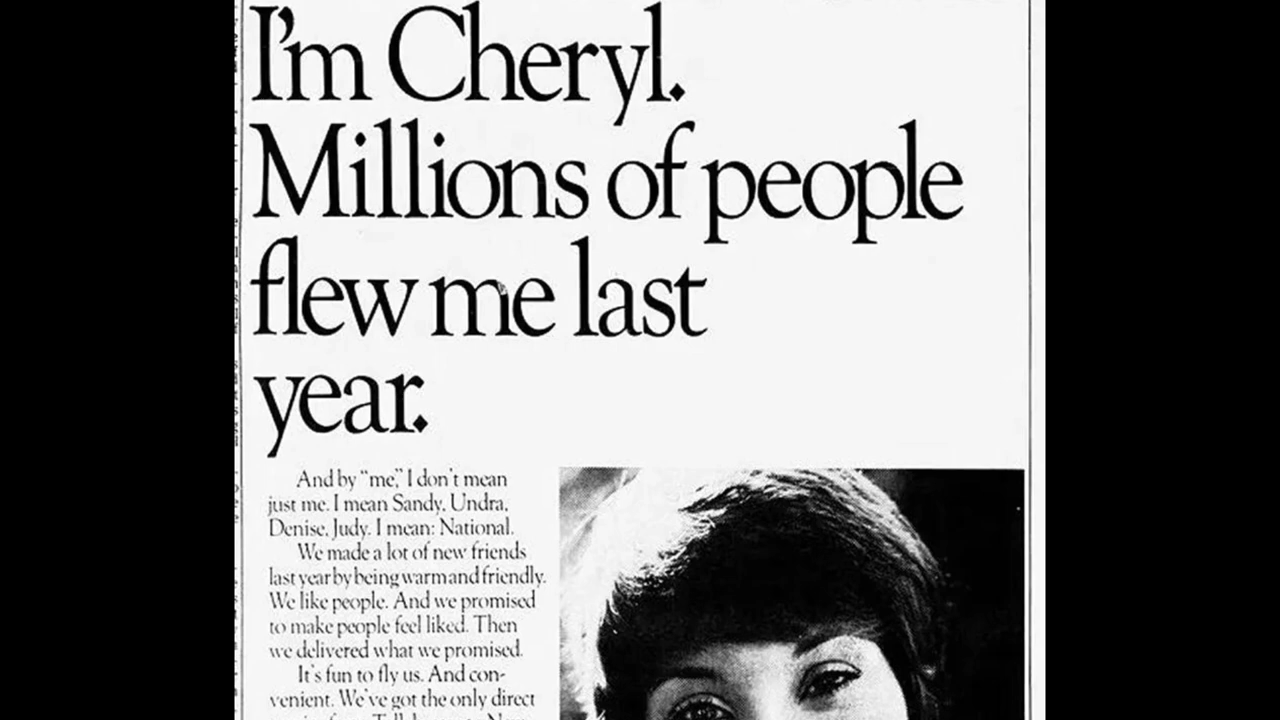 I'm Cheryl.
Millions of people
flew me last
year.
And by “me,” I don't mean
just me. I mean Sandy, Undra,
Denise, Judy. I mean: National.
We made a lot of new friends
last year by being warm and friendly.
We like people. And we promised
to make people feel liked. Then
we delivered what we promised.
It's fun to fly us. And con-
venient. We've got the only direct